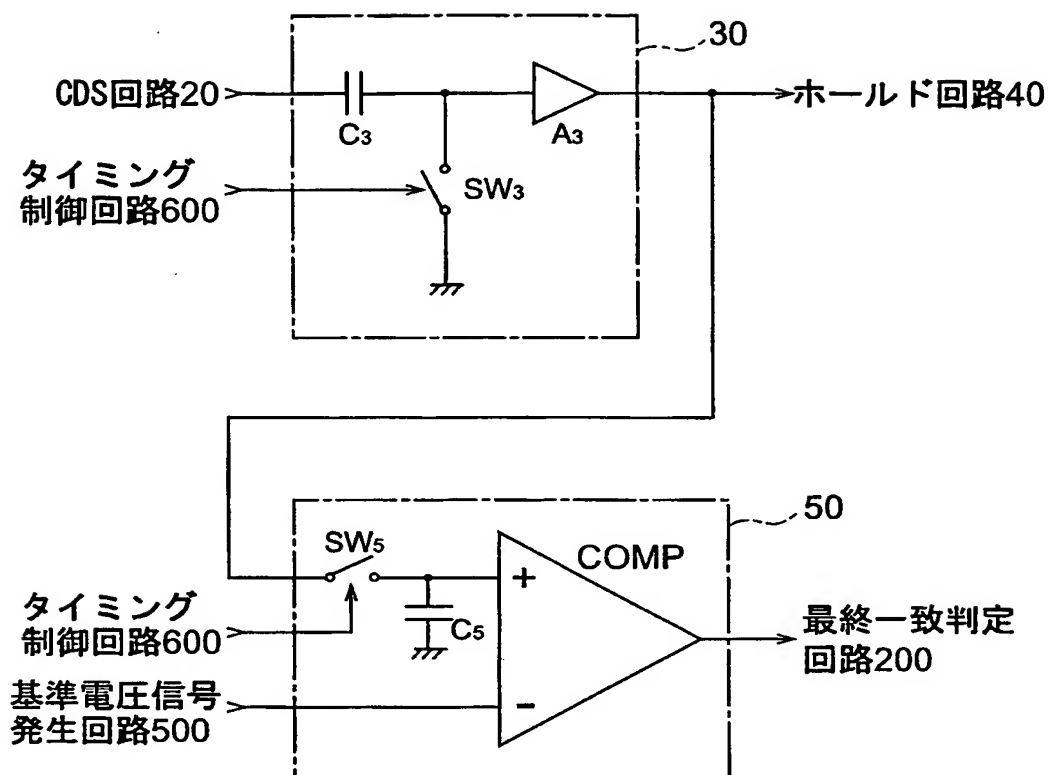 30
CDS回路20
C3
A3
ホールド回路40
タイミング
制御回路600
SW3
50
SW5
COMP
+
C5
タイミング
制御回路600
最終一致判定
回路200
基準電圧信号
発生回路500
-